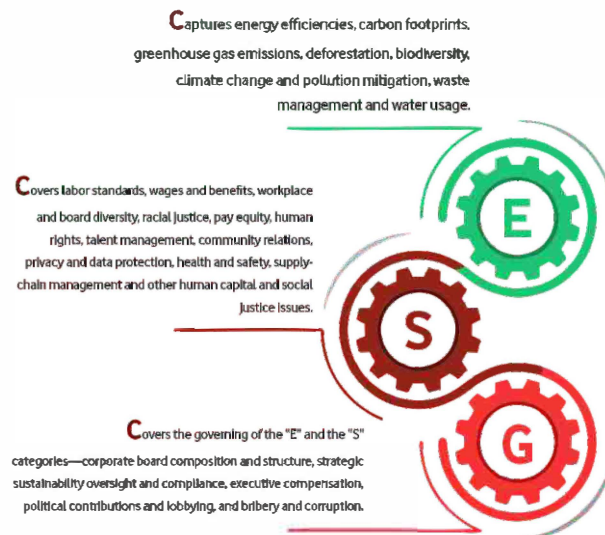 Captures energy efficiencies, carbon footprints,
greenhouse gas emissions, deforestation, biodiversity,
climate change and pollution mitigation, waste
management and water usage.
E
Covers labor standards, wages and benefits, workplace
and board diversity, racial justice, pay equity, human
rights, talent management, community relations,
privacy and data protection, health and safety, supply-
chain management and other human capital and social
justice issues.
S
Covers the governing of the "E" and the "S"
categories—corporate board composition and structure, strategic
sustainability oversight and compliance, executive compensation,
political contributions and lobbying, and bribery and corruption.
G